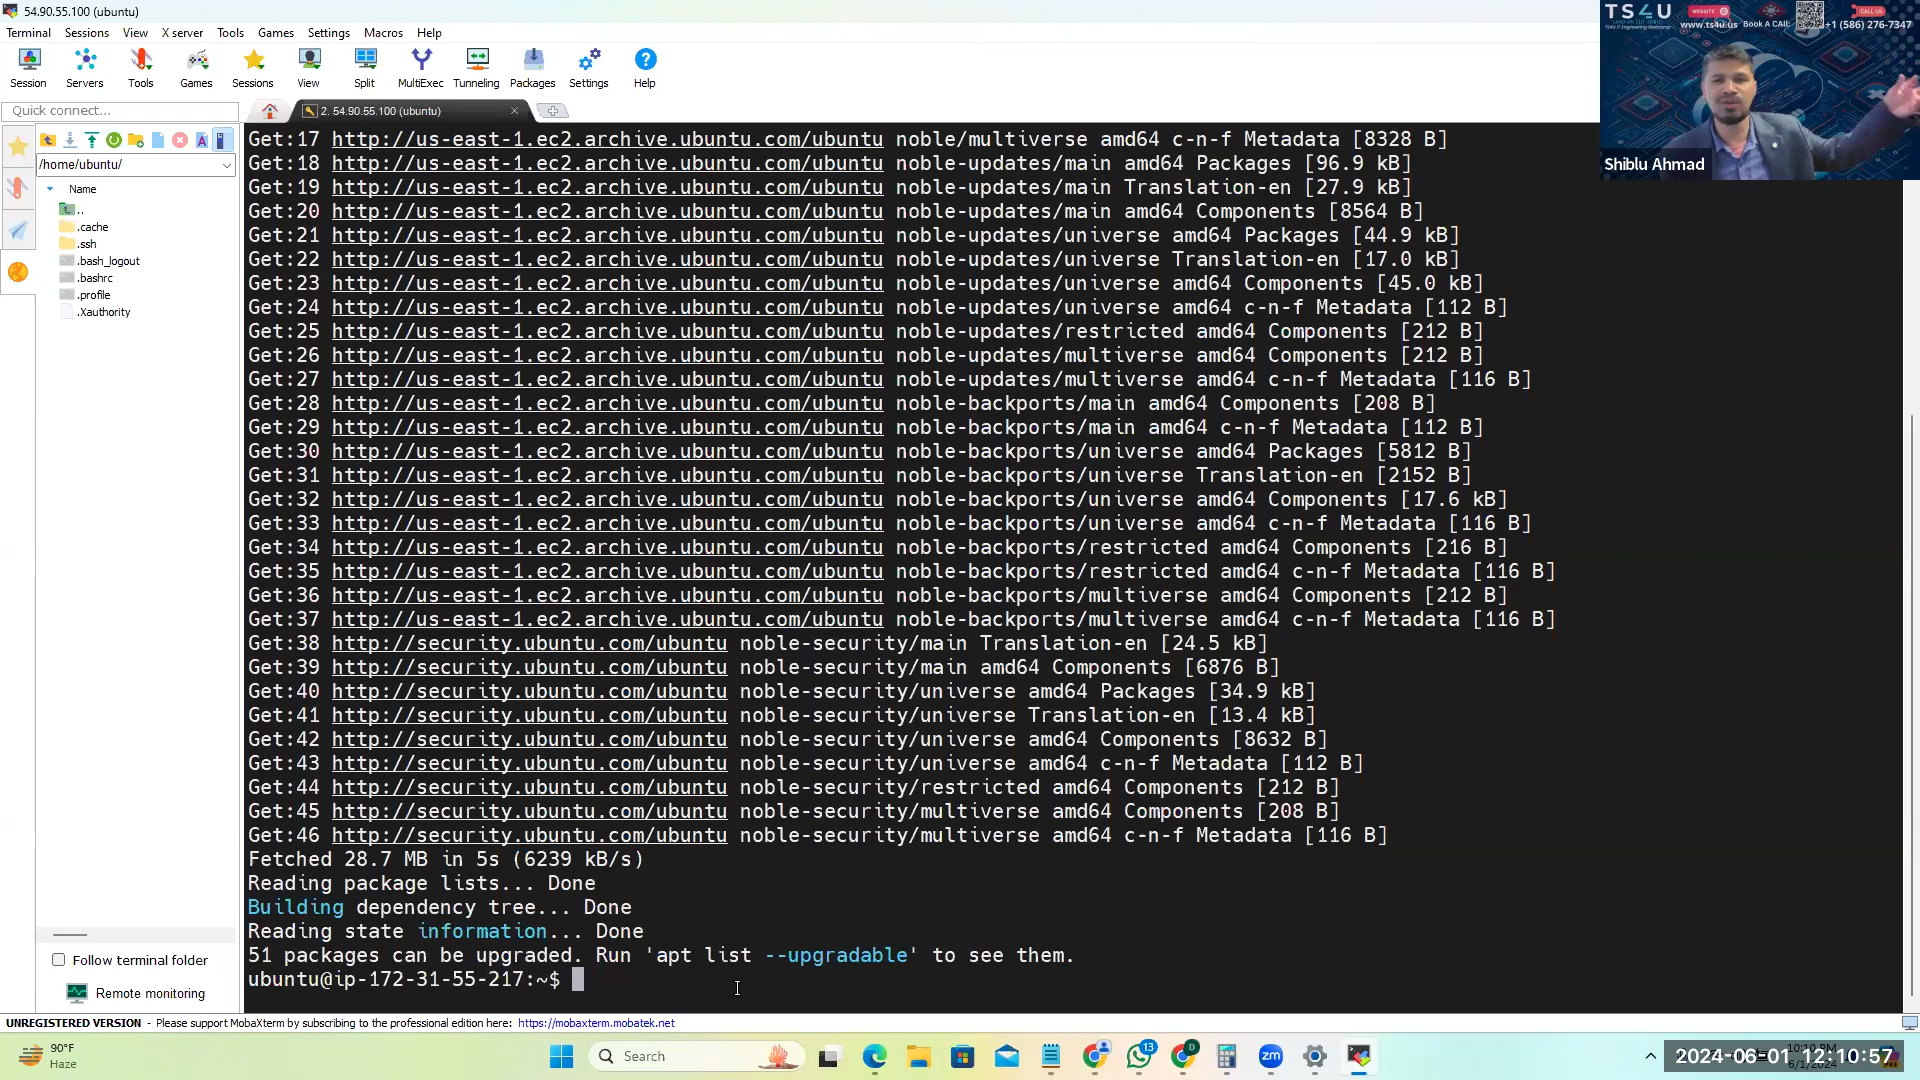 54.90.55.100 (ubuntu)
Terminal Sessions View X server Tools Games Settings Macros Help
Session Servers Tools Games Sessions View Split MultiExec Tunneling Packages Settings Help
Quick connect...
2. 54.90.55.100 (ubuntu)
/home/ubuntu/
Name
..
.cache
.ssh
.bash_logout
.bashrc
.profile
.Xauthority
Follow terminal folder
Remote monitoring
Get:17 http://us-east-1.ec2.archive.ubuntu.com/ubuntu noble/multiverse amd64 c-n-f Metadata [8328 B]
Get:18 http://us-east-1.ec2.archive.ubuntu.com/ubuntu noble-updates/main amd64 Packages [96.9 kB]
Get:19 http://us-east-1.ec2.archive.ubuntu.com/ubuntu noble-updates/main Translation-en [27.9 kB]
Get:20 http://us-east-1.ec2.archive.ubuntu.com/ubuntu noble-updates/main amd64 Components [8564 B]
Get:21 http://us-east-1.ec2.archive.ubuntu.com/ubuntu noble-updates/universe amd64 Packages [44.9 kB]
Get:22 http://us-east-1.ec2.archive.ubuntu.com/ubuntu noble-updates/universe Translation-en [17.0 kB]
Get:23 http://us-east-1.ec2.archive.ubuntu.com/ubuntu noble-updates/universe amd64 Components [45.0 kB]
Get:24 http://us-east-1.ec2.archive.ubuntu.com/ubuntu noble-updates/universe amd64 c-n-f Metadata [112 B]
Get:25 http://us-east-1.ec2.archive.ubuntu.com/ubuntu noble-updates/restricted amd64 Components [212 B]
Get:26 http://us-east-1.ec2.archive.ubuntu.com/ubuntu noble-updates/multiverse amd64 Components [212 B]
Get:27 http://us-east-1.ec2.archive.ubuntu.com/ubuntu noble-updates/multiverse amd64 c-n-f Metadata [116 B]
Get:28 http://us-east-1.ec2.archive.ubuntu.com/ubuntu noble-backports/main amd64 Components [208 B]
Get:29 http://us-east-1.ec2.archive.ubuntu.com/ubuntu noble-backports/main amd64 c-n-f Metadata [112 B]
Get:30 http://us-east-1.ec2.archive.ubuntu.com/ubuntu noble-backports/universe amd64 Packages [5812 B]
Get:31 http://us-east-1.ec2.archive.ubuntu.com/ubuntu noble-backports/universe Translation-en [2152 B]
Get:32 http://us-east-1.ec2.archive.ubuntu.com/ubuntu noble-backports/universe amd64 Components [17.6 kB]
Get:33 http://us-east-1.ec2.archive.ubuntu.com/ubuntu noble-backports/universe amd64 c-n-f Metadata [116 B]
Get:34 http://us-east-1.ec2.archive.ubuntu.com/ubuntu noble-backports/restricted amd64 Components [216 B]
Get:35 http://us-east-1.ec2.archive.ubuntu.com/ubuntu noble-backports/restricted amd64 c-n-f Metadata [116 B]
Get:36 http://us-east-1.ec2.archive.ubuntu.com/ubuntu noble-backports/multiverse amd64 Components [212 B]
Get:37 http://us-east-1.ec2.archive.ubuntu.com/ubuntu noble-backports/multiverse amd64 c-n-f Metadata [116 B]
Get:38 http://security.ubuntu.com/ubuntu noble-security/main Translation-en [24.5 kB]
Get:39 http://security.ubuntu.com/ubuntu noble-security/main amd64 Components [6876 B]
Get:40 http://security.ubuntu.com/ubuntu noble-security/universe amd64 Packages [34.9 kB]
Get:41 http://security.ubuntu.com/ubuntu noble-security/universe Translation-en [13.4 kB]
Get:42 http://security.ubuntu.com/ubuntu noble-security/universe amd64 Components [8632 B]
Get:43 http://security.ubuntu.com/ubuntu noble-security/universe amd64 c-n-f Metadata [112 B]
Get:44 http://security.ubuntu.com/ubuntu noble-security/restricted amd64 Components [212 B]
Get:45 http://security.ubuntu.com/ubuntu noble-security/multiverse amd64 Components [208 B]
Get:46 http://security.ubuntu.com/ubuntu noble-security/multiverse amd64 c-n-f Metadata [116 B]
Fetched 28.7 MB in 5s (6239 kB/s)
Reading package lists... Done
Building dependency tree... Done
Reading state information... Done
51 packages can be upgraded. Run 'apt list --upgradable' to see them.
ubuntu@ip-172-31-55-217:~$
TS4U WEBSITE CALL US
www.ts4u.us Book A CALL: +1 (586) 276-7347
Shiblu Ahmad
UNREGISTERED VERSION - Please support MobaXterm by subscribing to the professional edition here: https://mobaxterm.mobatek.net
90°F
Haze
Search
13
D
zm
2024-06-01 12:10:57